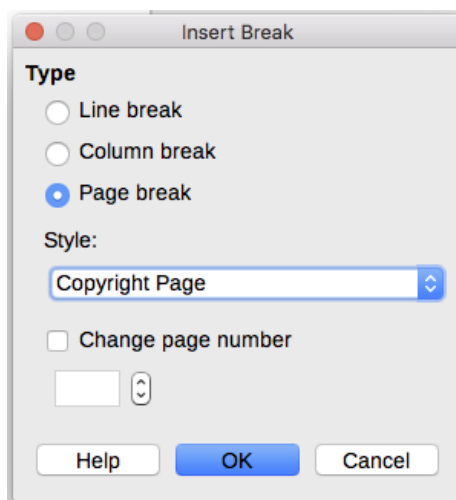 Insert Break
Type
Line break
Column break
Page break
Style:
Copyright Page
Change page number
Help OK Cancel